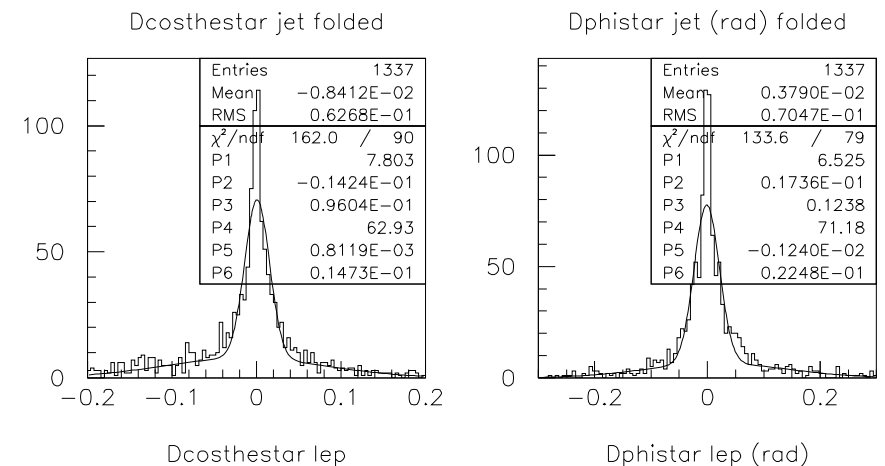 Dcosthestar jet folded
Entries 1337
Mean -0.8412E-02
RMS 0.6268E-01
χ²/ndf 162.0 / 90
P1 7.803
P2 -0.1424E-01
P3 0.9604E-01
P4 62.93
P5 0.8119E-03
P6 0.1473E-01
100
50
0
-0.2 -0.1 0 0.1 0.2
Dcosthestar lep
Dphistar jet (rad) folded
Entries 1337
Mean 0.3790E-02
RMS 0.7047E-01
χ²/ndf 133.6 / 79
P1 6.525
P2 0.1736E-01
P3 0.1238
P4 71.18
P5 -0.1240E-02
P6 0.2248E-01
100
50
0
-0.2 0 0.2
Dphistar lep (rad)